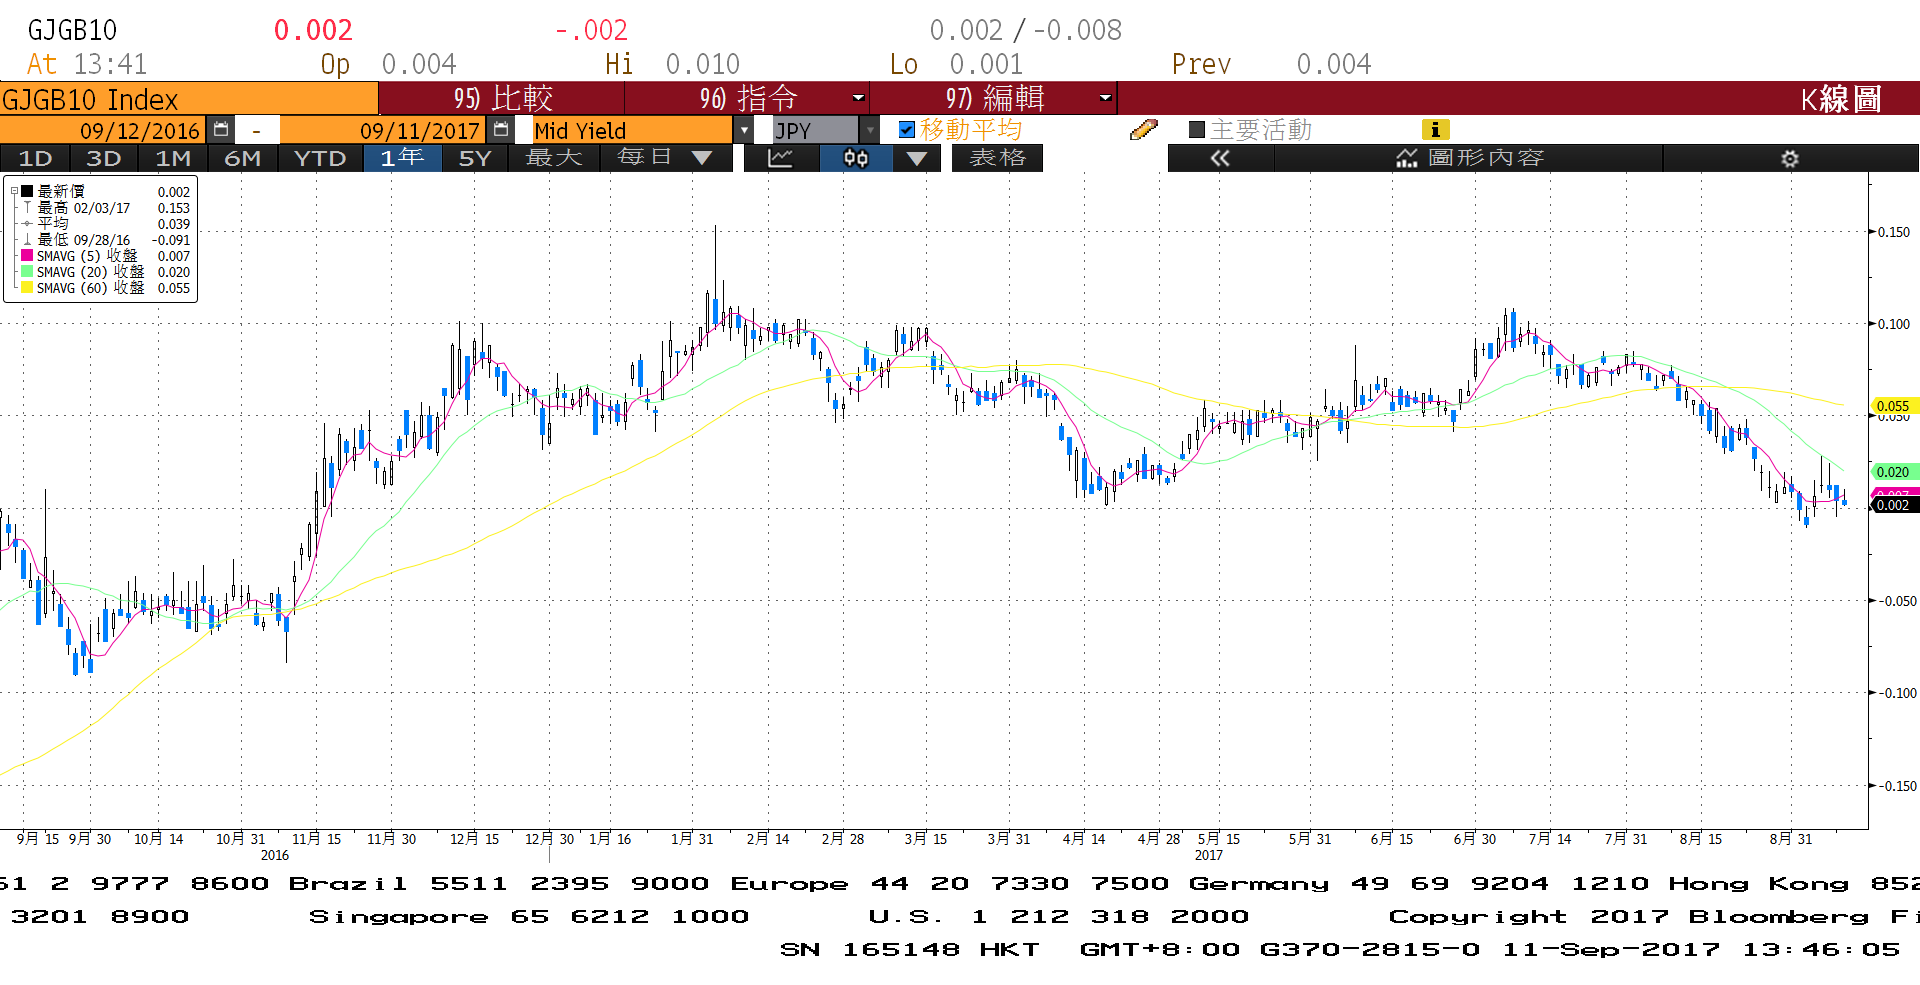 GJGB10 0.002 -.002 0.002 / -0.008
At 13:41 Op 0.004 Hi 0.010 Lo 0.001 Prev 0.004
GJGB10 Index 95) 比較 96) 指令 97) 編輯 K線圖
09/12/2016 - 09/11/2017 Mid Yield JPY 移動平均 主要活動
1D 3D 1M 6M YTD 1年 5Y 最大 每日 表格 圖形內容
最新價 0.002
最高 02/03/17 0.153
平均 0.039
最低 09/28/16 -0.091
SMAVG (5) 收盤 0.007
SMAVG (20) 收盤 0.020
SMAVG (60) 收盤 0.055
0.150
0.100
0.055
0.050
0.020
0.007
0.002
-0.050
-0.100
-0.150
9月 15 9月 30 10月 14 10月 31 11月 15 11月 30 12月 15 12月 30 1月 16 1月 31 2月 14 2月 28 3月 15 3月 31 4月 14 4月 28 5月 15 5月 31 6月 15 6月 30 7月 14 7月 31 8月 15 8月 31
2016 2017
61 2 9777 8600 Brazil 5511 2395 9000 Europe 44 20 7330 7500 Germany 49 69 9204 1210 Hong Kong 852
3201 8900 Singapore 65 6212 1000 U.S. 1 212 318 2000 Copyright 2017 Bloomberg Fi
SN 165148 HKT GMT+8:00 G370-2815-0 11-Sep-2017 13:46:05